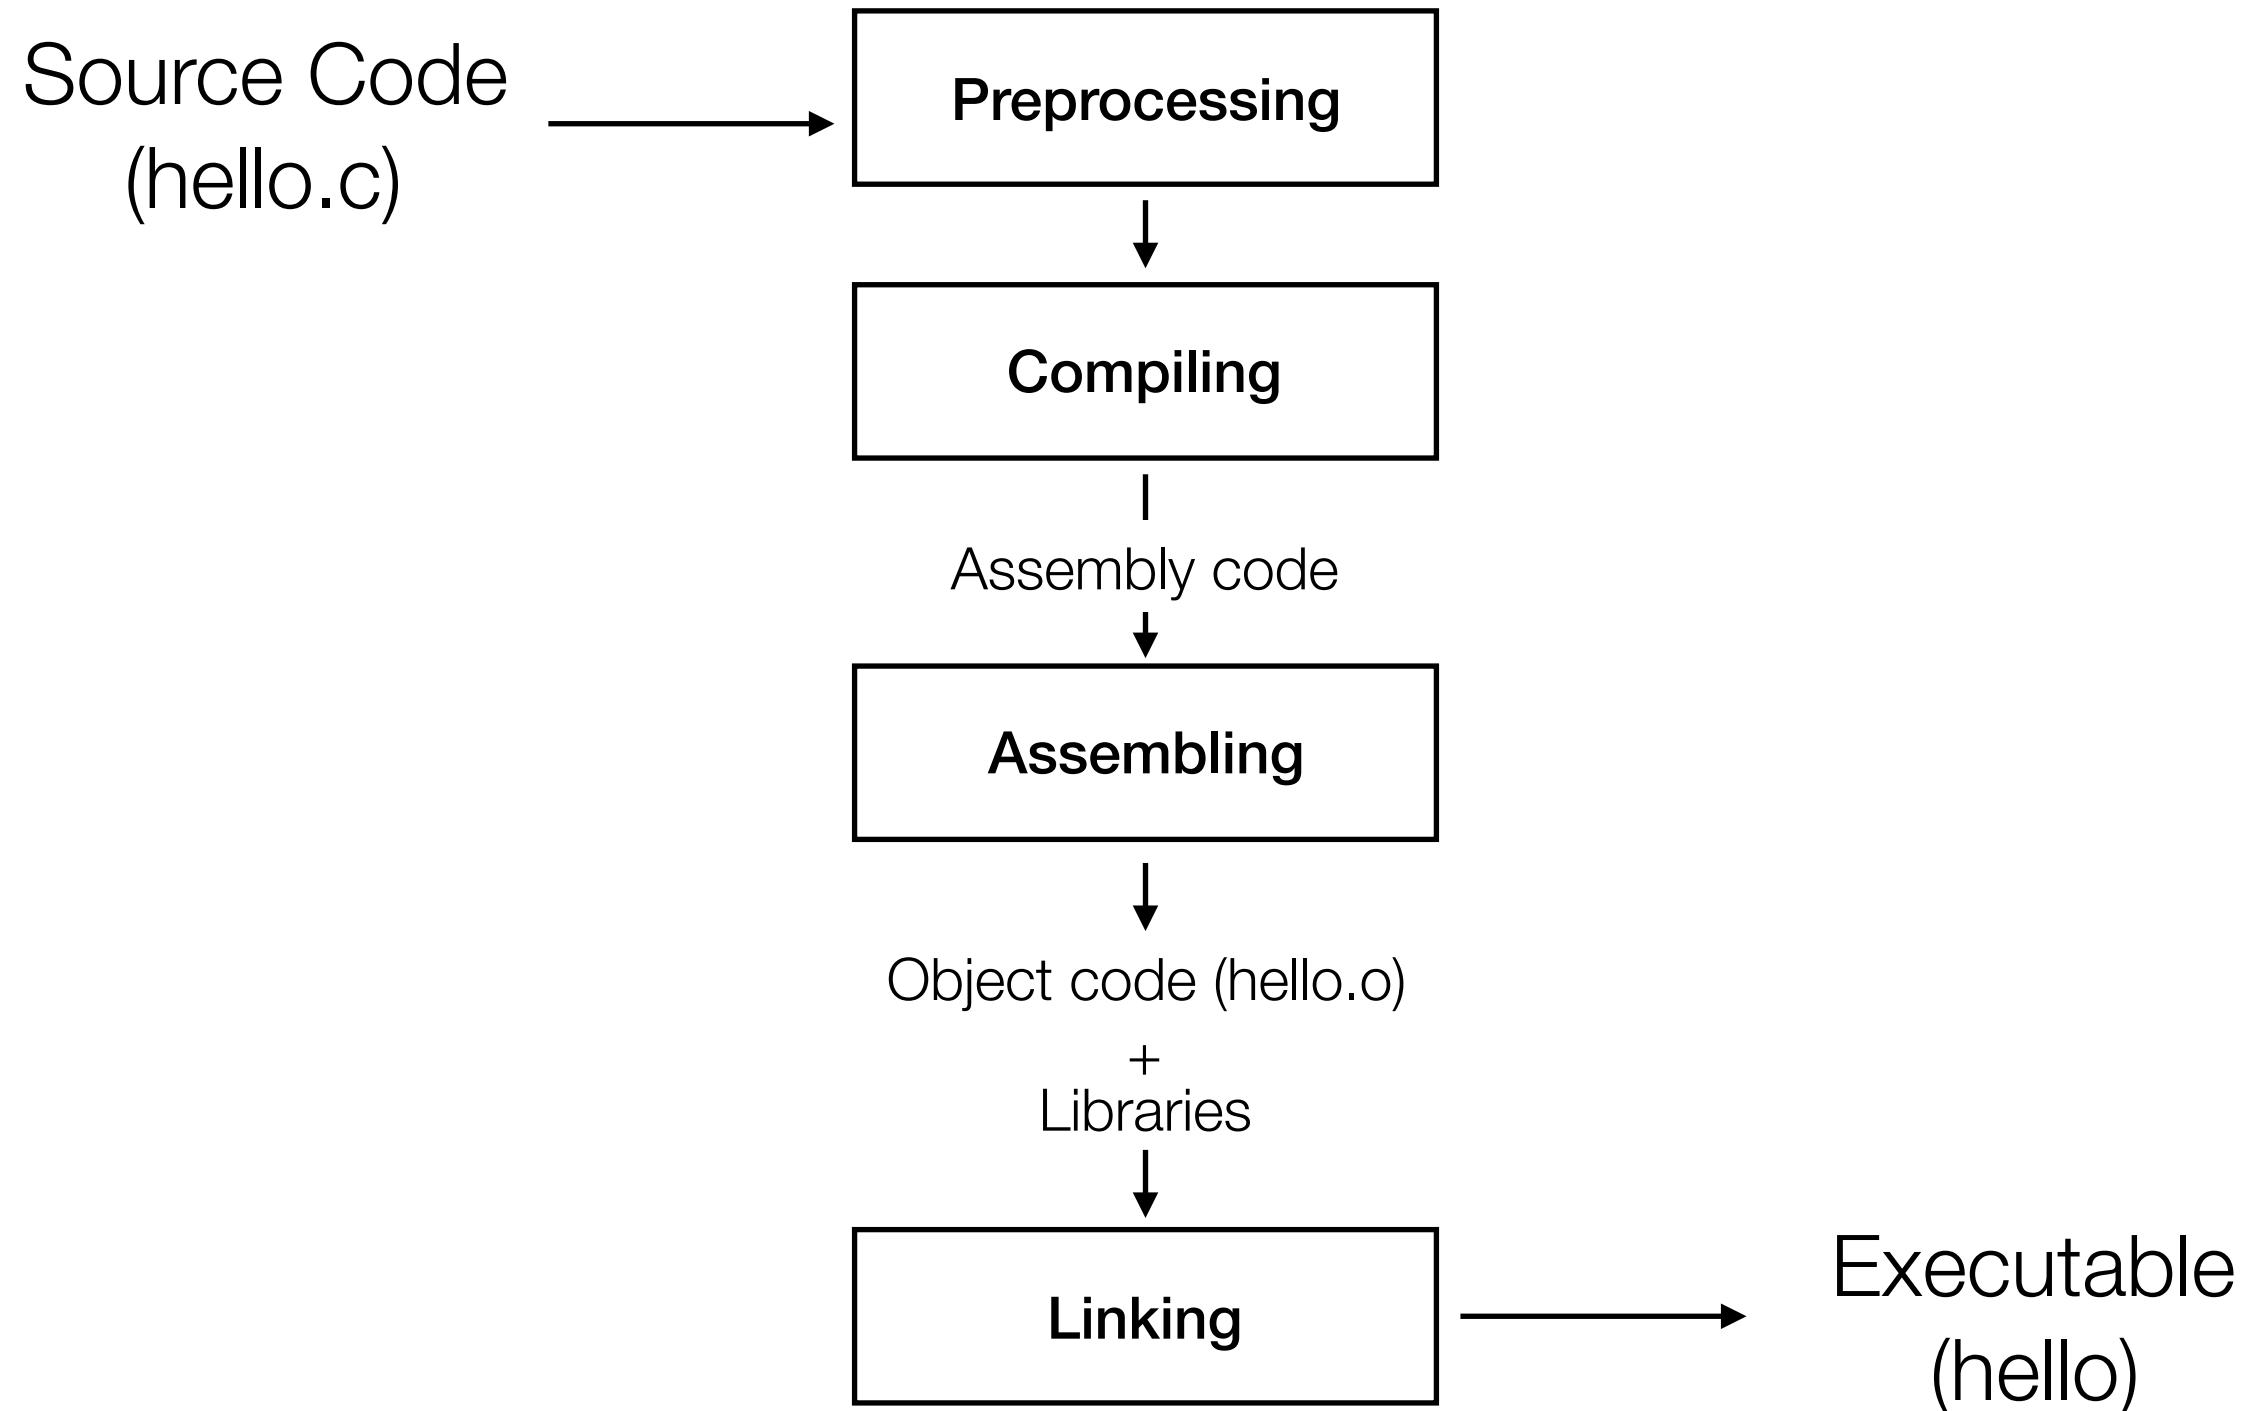 Source Code
(hello.c)
Preprocessing
Compiling
Assembly code
Assembling
Object code (hello.o)
+
Libraries
Linking
Executable
(hello)